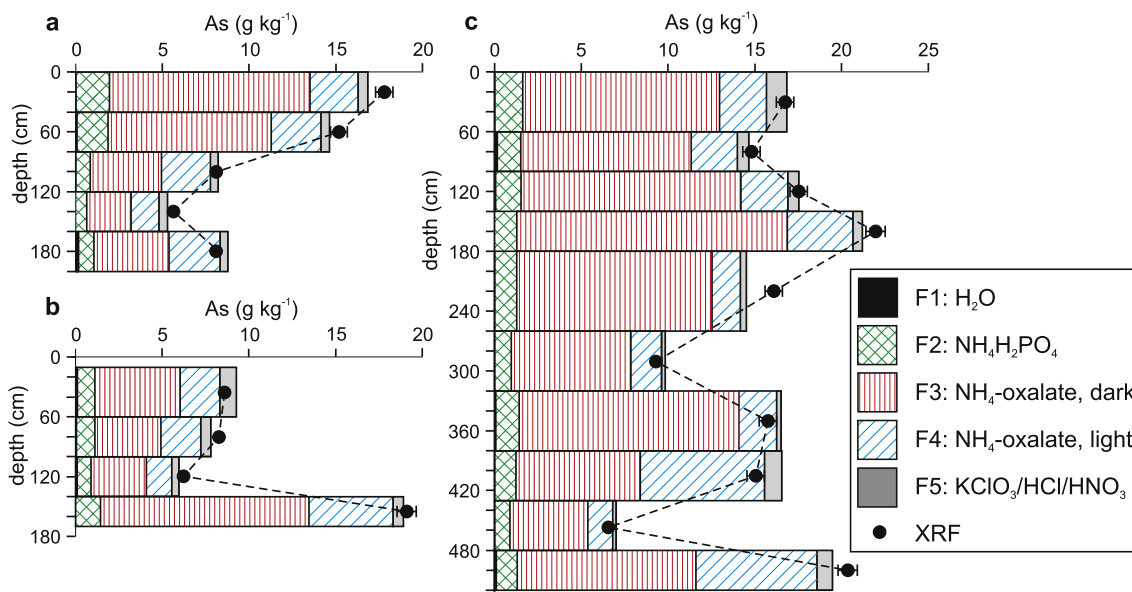 a
As (g kg⁻¹)
0 5 10 15 20
0
60
120
180
depth (cm)
b
As (g kg⁻¹)
0 5 10 15 20
0
60
120
180
depth (cm)
c
As (g kg⁻¹)
0 5 10 15 20 25
0
60
120
180
240
300
360
420
480
depth (cm)
F1: H₂O
F2: NH₄H₂PO₄
F3: NH₄-oxalate, dark
F4: NH₄-oxalate, light
F5: KClO₃/HCl/HNO₃
XRF